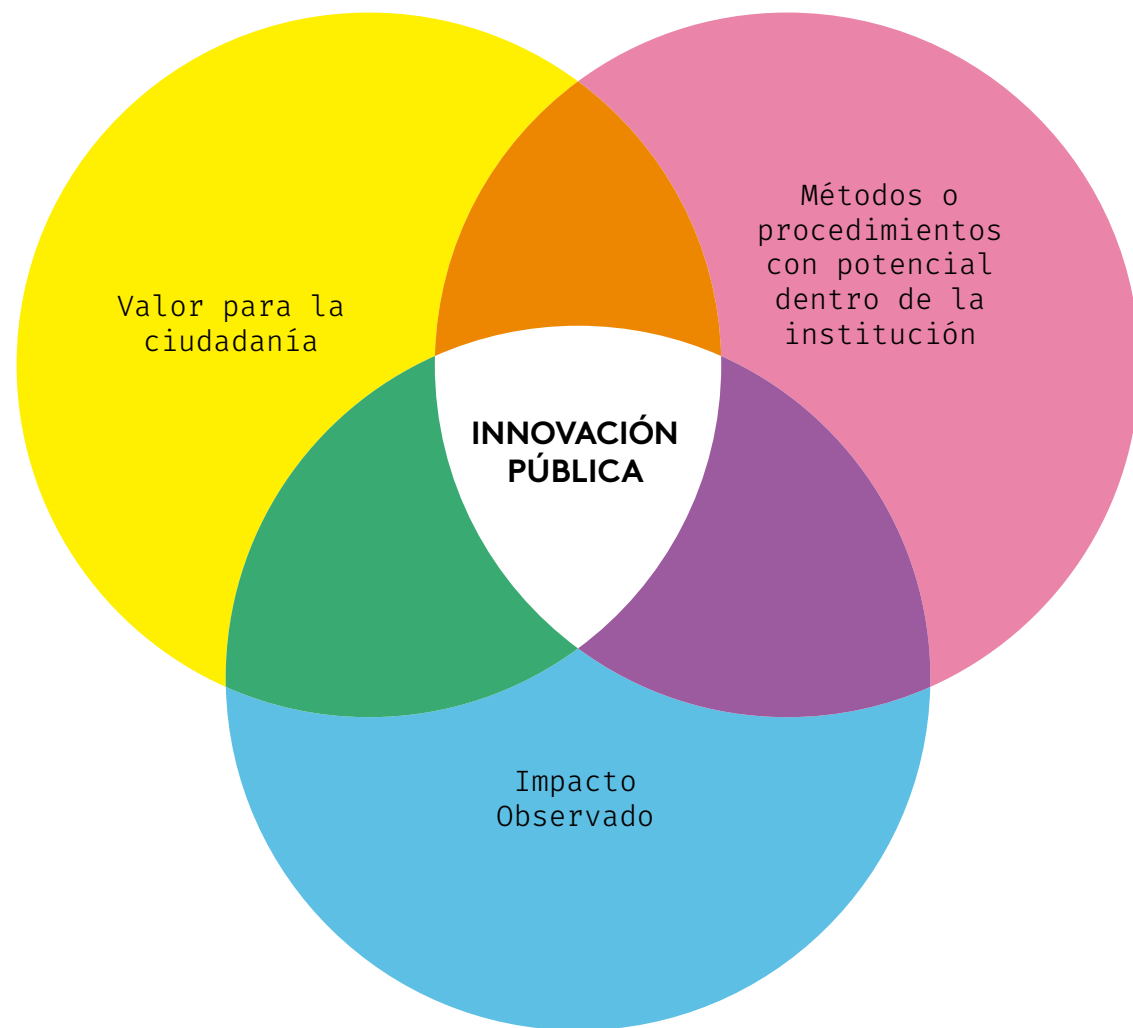 Métodos o
procedimientos
con potencial
dentro de la
institución
Valor para la
ciudadanía
INNOVACIÓN
PÚBLICA
Impacto
Observado